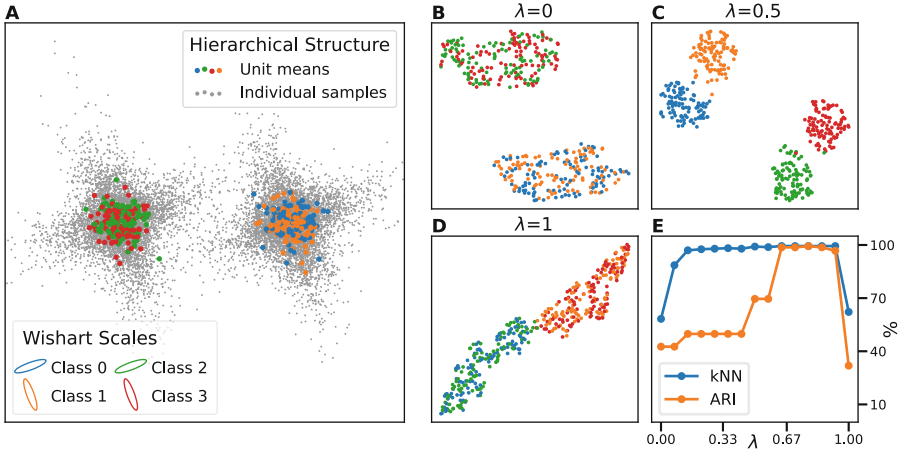 A
Hierarchical Structure
Unit means
Individual samples
Wishart Scales
Class 0
Class 2
Class 1
Class 3
B
λ=0
C
λ=0.5
D
λ=1
E
100
70
%
40
10
kNN
ARI
0.00
0.33
0.67
1.00
λ